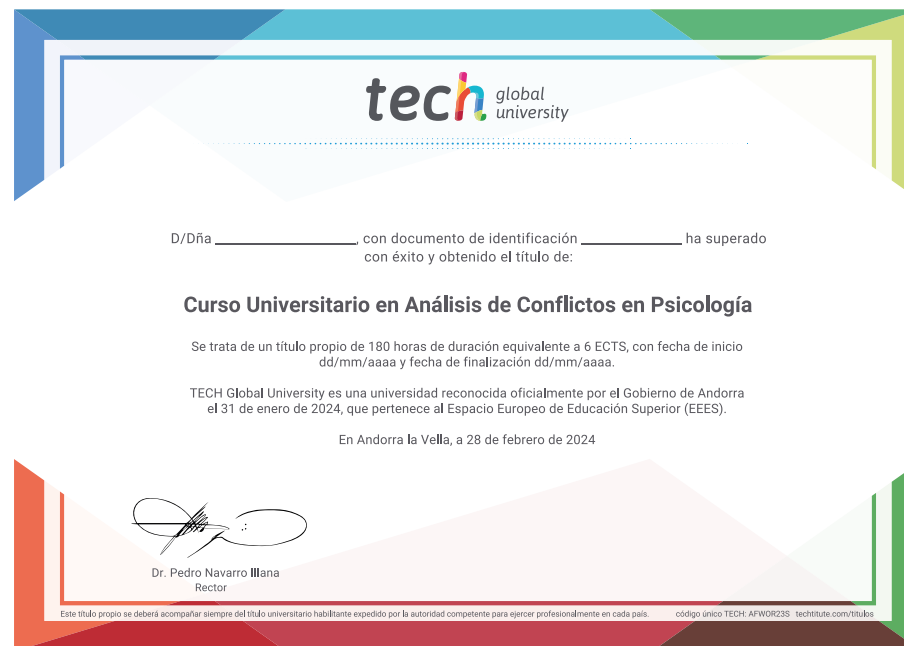 tech global university
D/Dña ________________, con documento de identificación ____________ ha superado
con éxito y obtenido el título de:
Curso Universitario en Análisis de Conflictos en Psicología
Se trata de un título propio de 180 horas de duración equivalente a 6 ECTS, con fecha de inicio
dd/mm/aaaa y fecha de finalización dd/mm/aaaa.
TECH Global University es una universidad reconocida oficialmente por el Gobierno de Andorra
el 31 de enero de 2024, que pertenece al Espacio Europeo de Educación Superior (EEES).
En Andorra la Vella, a 28 de febrero de 2024
Dr. Pedro Navarro Illana
Rector
Este título propio se deberá acompañar siempre del título universitario habilitante expedido por la autoridad competente para ejercer profesionalmente en cada país. código único TECH: AFWOR23S techtitute.com/titulos